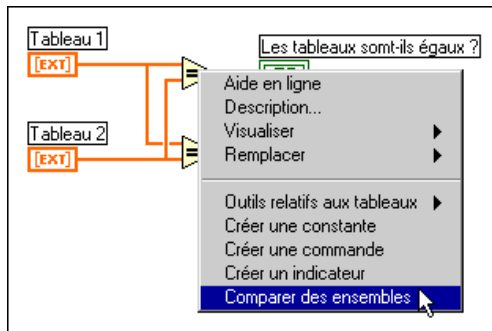 Tableau 1
[EXT]
Les tableaux somt-ils égaux ?
Tableau 2
[EXT]
Aide en ligne
Description...
Visualiser
Remplacer
Outils relatifs aux tableaux
Créer une constante
Créer une commande
Créer un indicateur
Comparer des ensembles